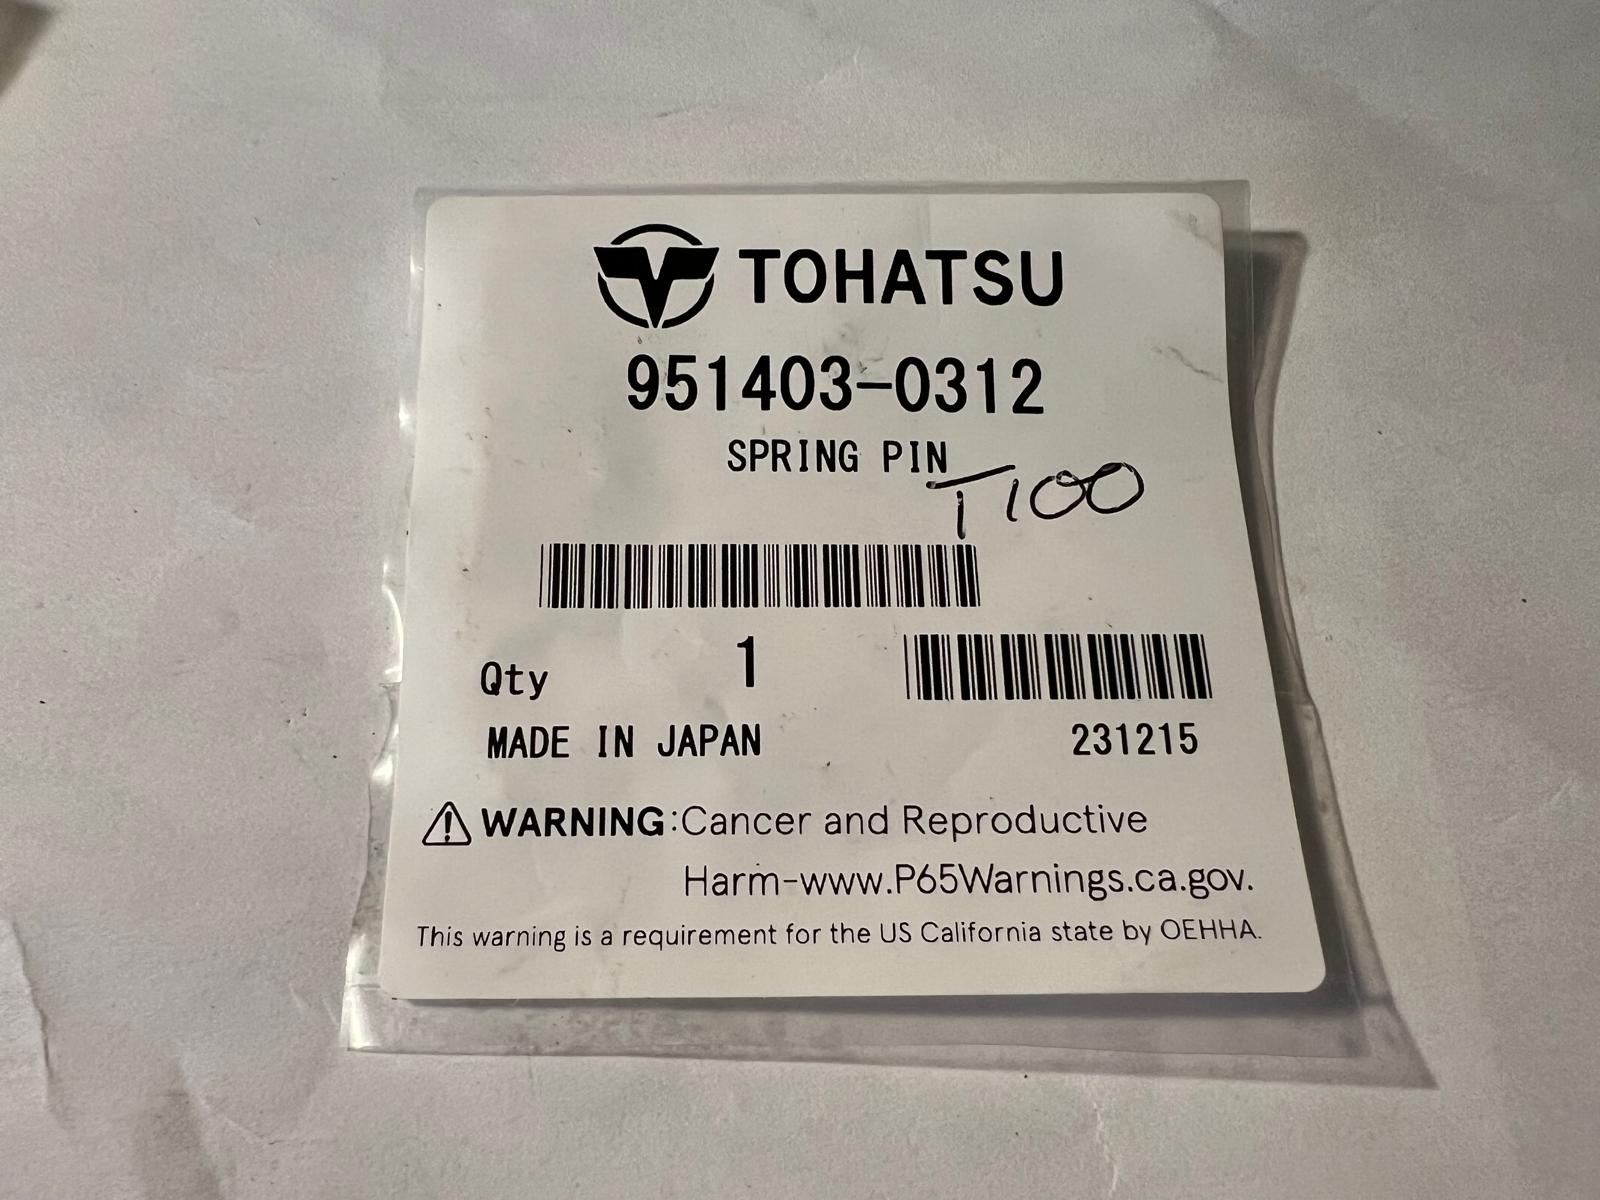 TOHATSU
951403-0312
SPRING PIN
T100
Qty 1
MADE IN JAPAN 231215
WARNING:Cancer and Reproductive
Harm-www.P65Warnings.ca.gov.
This warning is a requirement for the US California state by OEHHA.